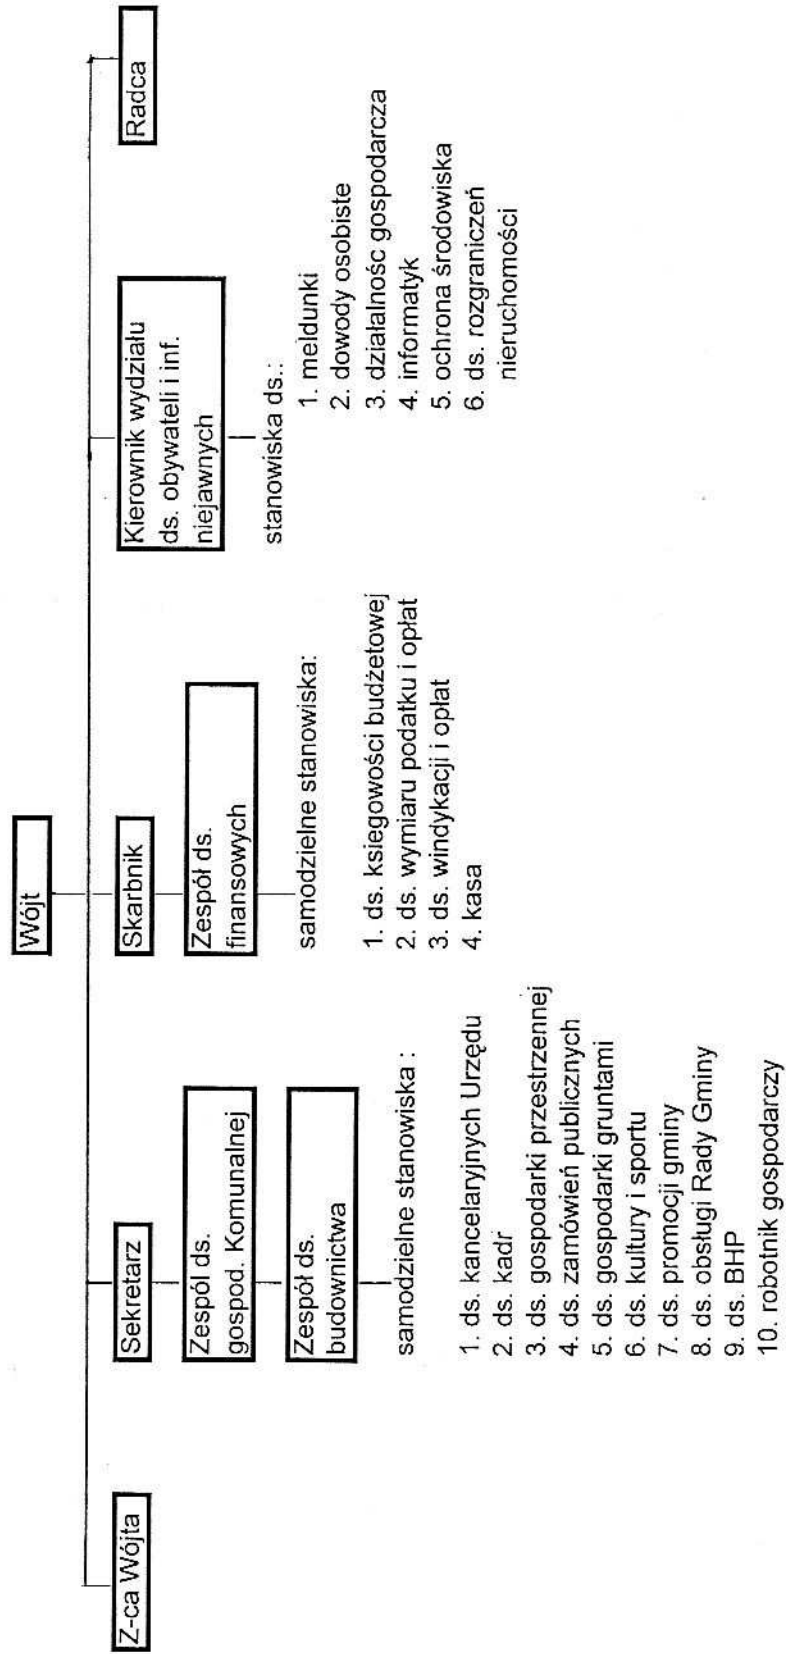 Wójt
Z-ca Wójta
Sekretarz
Zespól ds.
gospod. Komunalnej
Zespół ds.
budownictwa
samodzielne stanowiska :
1. ds. kancelaryjnych Urzędu
2. ds. kadr
3. ds. gospodarki przestrzennej
4. ds. zamówień publicznych
5. ds. gospodarki gruntami
6. ds. kultury i sportu
7. ds. promocji gminy
8. ds. obsługi Rady Gminy
9. ds. BHP
10. robotnik gospodarczy
Skarbnik
Zespół ds.
finansowych
samodzielne stanowiska:
1. ds. ksiegowości budżetowej
2. ds. wymiaru podatku i opłat
3. ds. windykacji i opłat
4. kasa
Kierownik wydziału
ds. obywateli i inf.
niejawnych
stanowiska ds.:
1. meldunki
2. dowody osobiste
3. działalnośc gospodarcza
4. informatyk
5. ochrona środowiska
6. ds. rozgraniczeń
nieruchomości
Radca